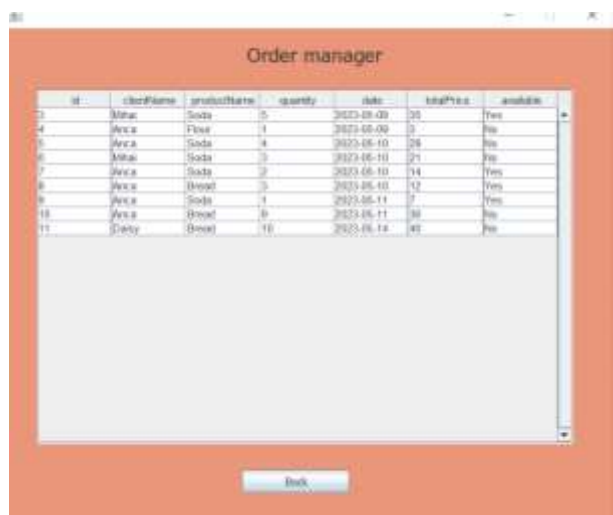 Order manager
id clientName productName quantity date totalPrice available
3 Mihai Soda 5 2023-05-09 35 Yes
4 Anca Flour 1 2023-05-09 3 No
5 Anca Soda 4 2023-05-10 28 No
6 Mihai Soda 3 2023-05-10 21 No
7 Anca Soda 2 2023-05-10 14 Yes
8 Anca Bread 3 2023-05-10 12 Yes
9 Anca Soda 1 2023-05-11 7 Yes
10 Anca Bread 2023-05-11 No
11 Daisy Bread 10 2023-05-14 40 No
Back